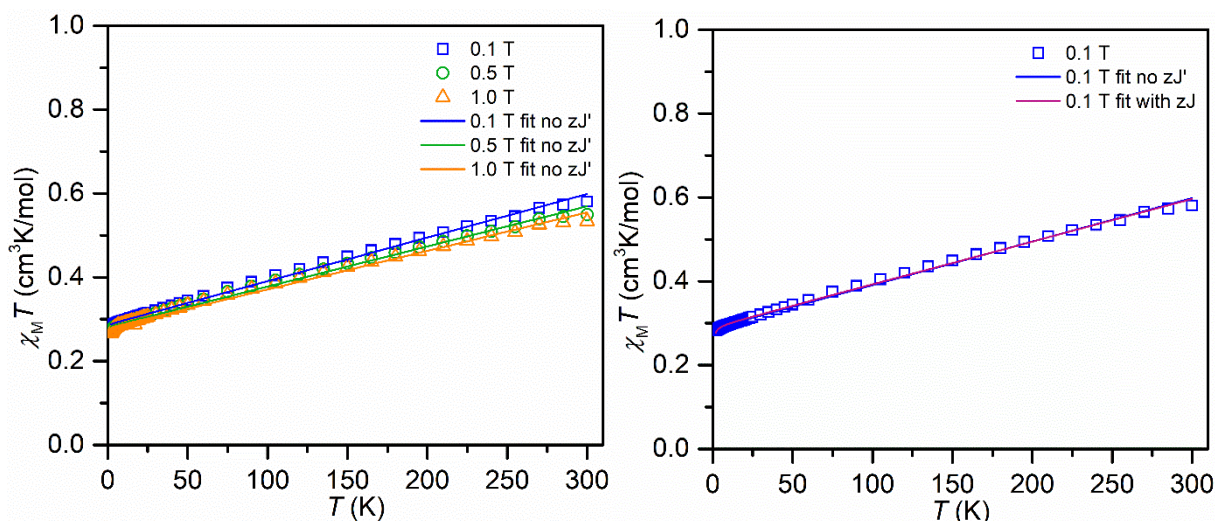 1.0
0.8
0.6
0.4
0.2
0.0
χMT (cm³K/mol)
0.1 T
0.5 T
1.0 T
0.1 T fit no zJ'
0.5 T fit no zJ'
1.0 T fit no zJ'
0 50 100 150 200 250 300
T (K)
1.0
0.8
0.6
0.4
0.2
0.0
χMT (cm³K/mol)
0.1 T
0.1 T fit no zJ'
0.1 T fit with zJ
0 50 100 150 200 250 300
T (K)